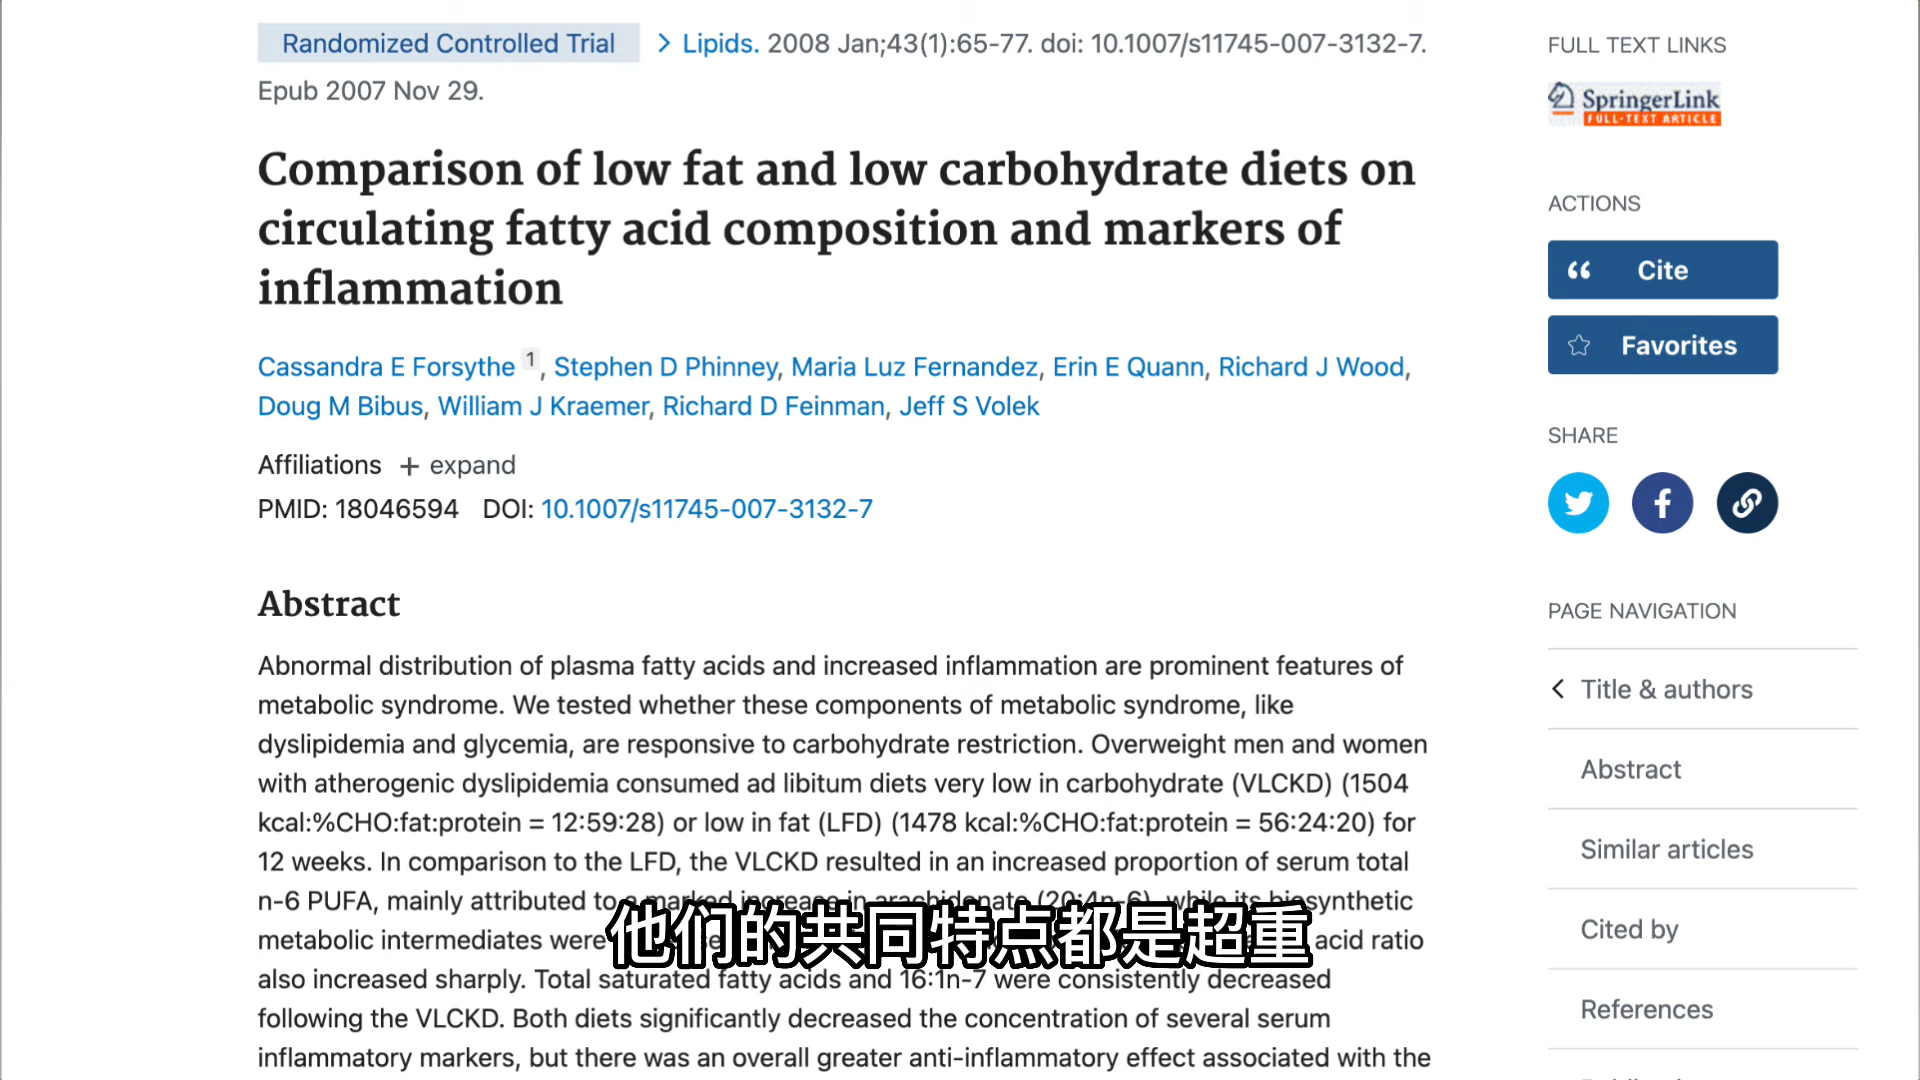 Randomized Controlled Trial > Lipids. 2008 Jan;43(1):65-77. doi: 10.1007/s11745-007-3132-7.
Epub 2007 Nov 29.
Comparison of low fat and low carbohydrate diets on
circulating fatty acid composition and markers of
inflammation
Cassandra E Forsythe 1, Stephen D Phinney, Maria Luz Fernandez, Erin E Quann, Richard J Wood,
Doug M Bibus, William J Kraemer, Richard D Feinman, Jeff S Volek
Affiliations + expand
PMID: 18046594 DOI: 10.1007/s11745-007-3132-7
Abstract
Abnormal distribution of plasma fatty acids and increased inflammation are prominent features of
metabolic syndrome. We tested whether these components of metabolic syndrome, like
dyslipidemia and glycemia, are responsive to carbohydrate restriction. Overweight men and women
with atherogenic dyslipidemia consumed ad libitum diets very low in carbohydrate (VLCKD) (1504
kcal:%CHO:fat:protein = 12:59:28) or low in fat (LFD) (1478 kcal:%CHO:fat:protein = 56:24:20) for
12 weeks. In comparison to the LFD, the VLCKD resulted in an increased proportion of serum total
n-6 PUFA, mainly attributed to a marked increase in arachidonate (20:4n-6), while its biosynthetic
metabolic intermediates were acid ratio
他们的共同特点都是超重
also increased sharply. Total saturated fatty acids and 16:1n-7 were consistently decreased
following the VLCKD. Both diets significantly decreased the concentration of several serum
inflammatory markers, but there was an overall greater anti-inflammatory effect associated with the
FULL TEXT LINKS
SpringerLink
FULL-TEXT ARTICLE
ACTIONS
Cite
Favorites
SHARE
PAGE NAVIGATION
Title & authors
Abstract
Similar articles
Cited by
References